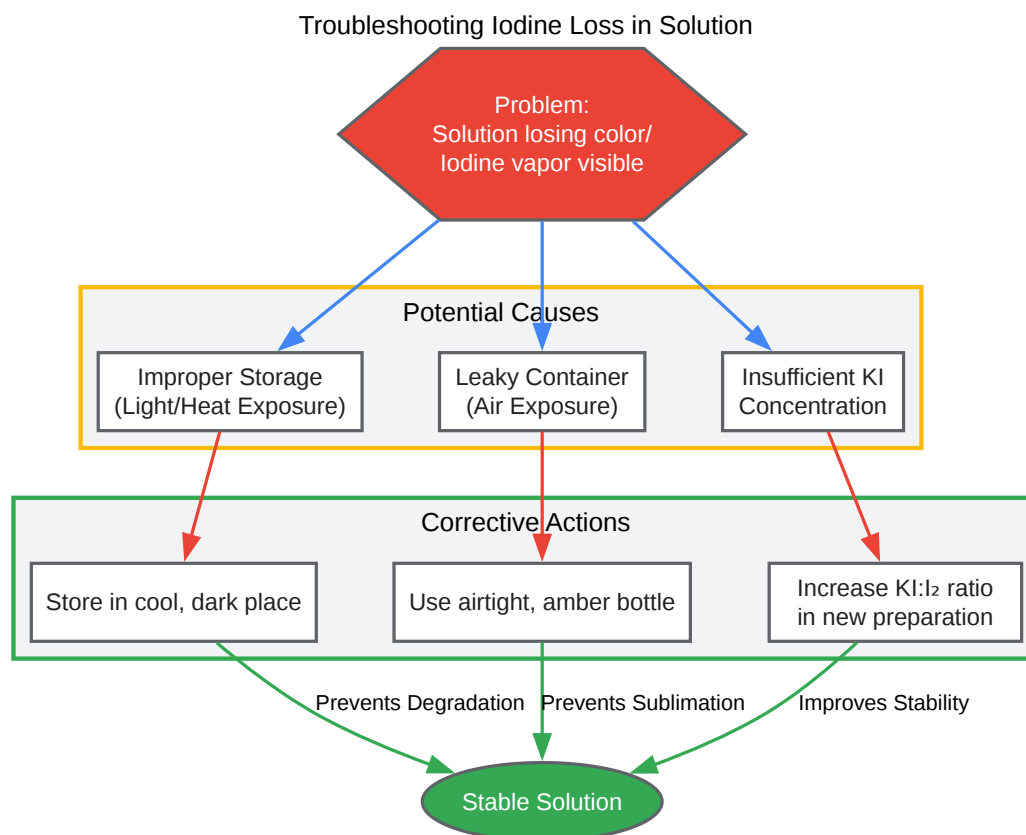 Troubleshooting Iodine Loss in Solution
Problem:
Solution losing color/
Iodine vapor visible
Potential Causes
Improper Storage
(Light/Heat Exposure)
Leaky Container
(Air Exposure)
Insufficient KI
Concentration
Corrective Actions
Store in cool, dark place
Use airtight, amber bottle
Increase KI:I₂ ratio
in new preparation
Prevents Degradation
Prevents Sublimation
Improves Stability
Stable Solution